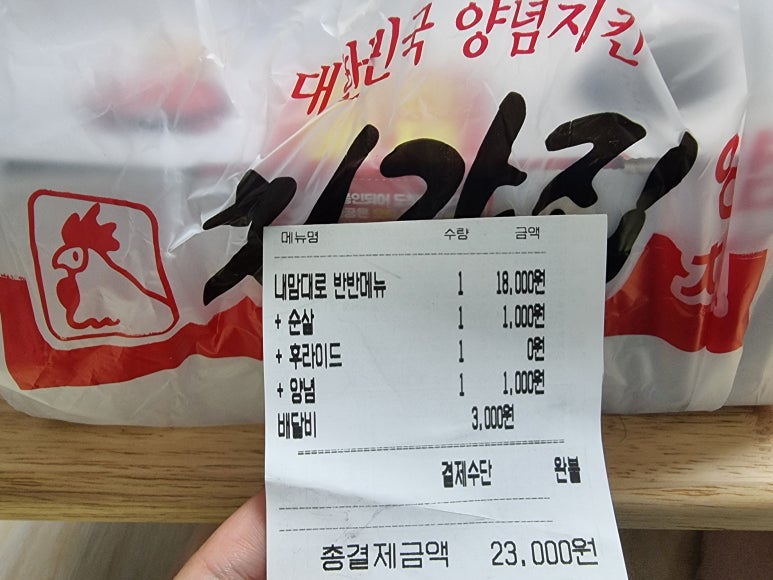 대한민국 양념치킨
처갓집
양
치
메뉴명 수량 금액
내맘대로 반반메뉴 1 18,000원
+ 순살 1 1,000원
+ 후라이드 1 0원
+ 양념 1 1,000원
배달비 3,000원
결제수단 완불
총결제금액 23,000원